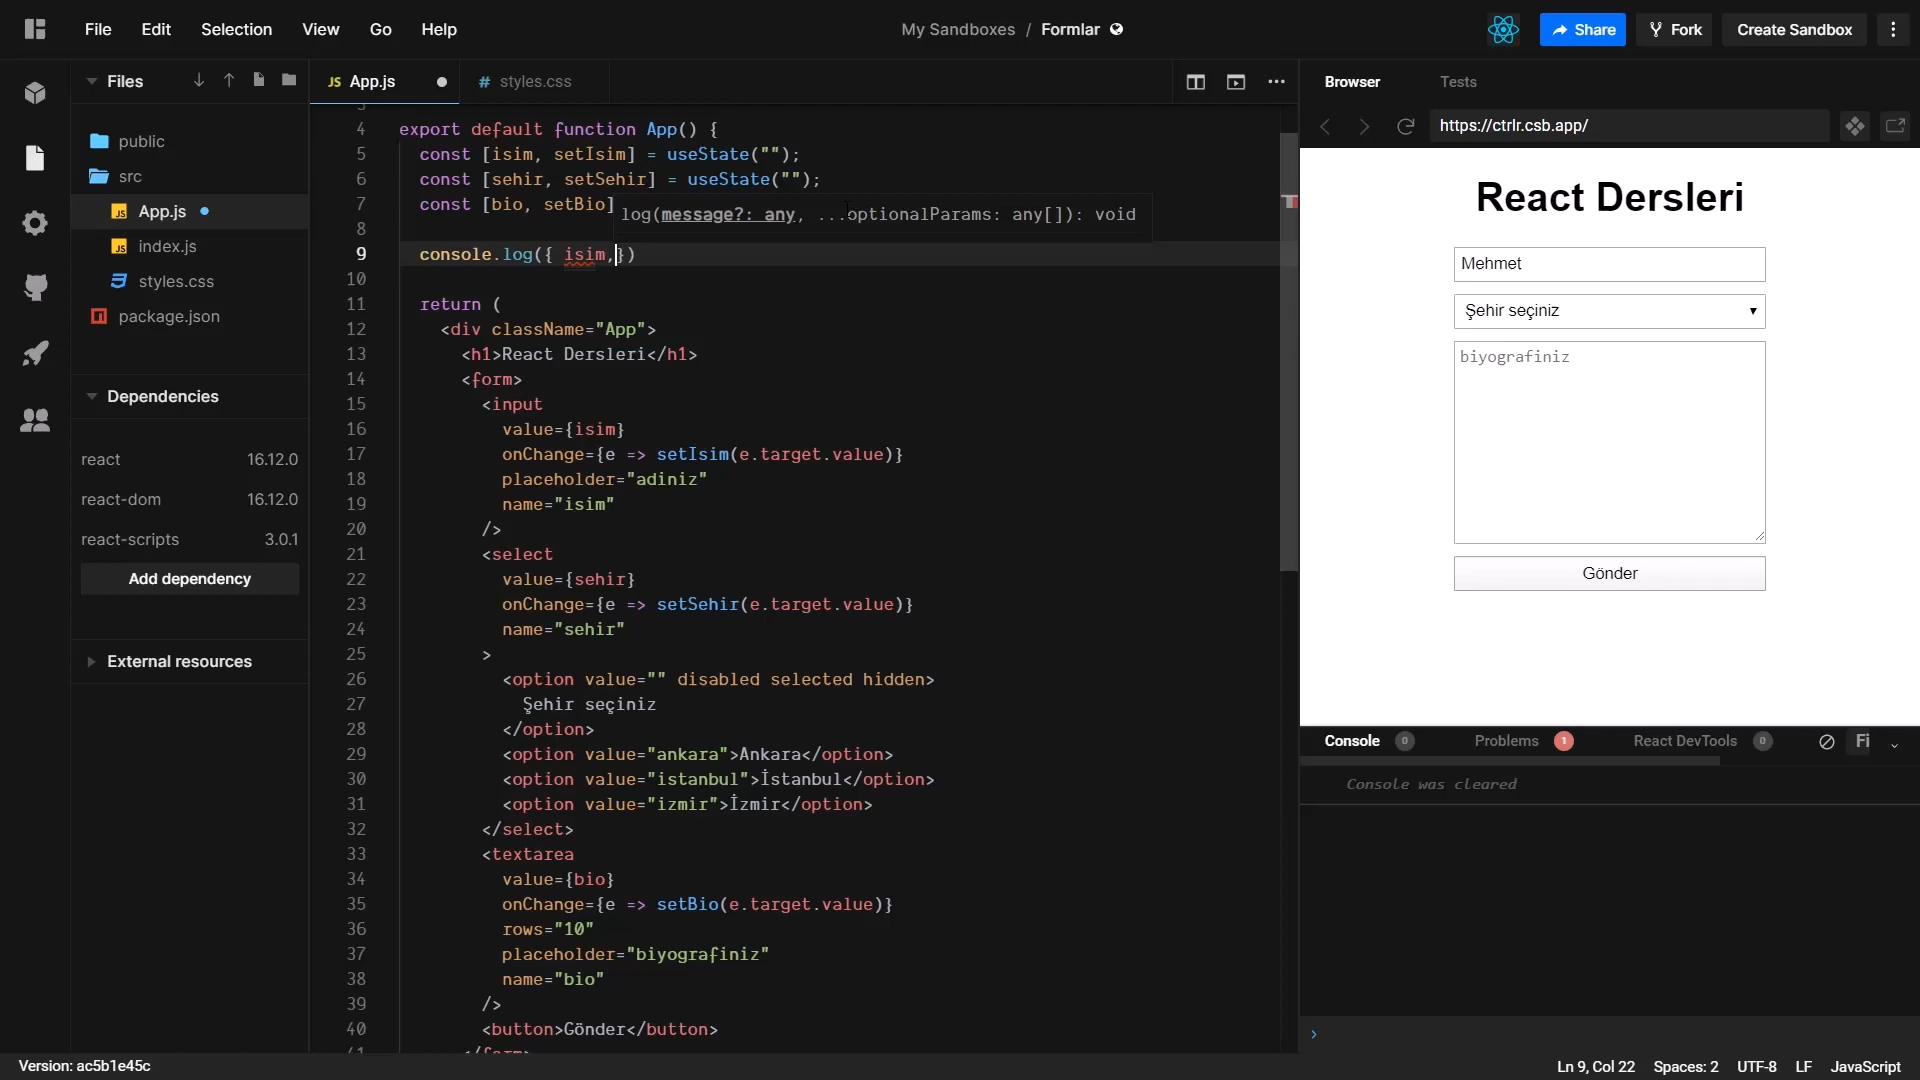 File Edit Selection View Go Help
My Sandboxes / Formlar
Share Fork Create Sandbox
Files
public
src
App.js
index.js
styles.css
package.json
Dependencies
react 16.12.0
react-dom 16.12.0
react-scripts 3.0.1
Add dependency
External resources
JS App.js
# styles.css
3
4 export default function App() {
5 const [isim, setIsim] = useState("");
6 const [sehir, setSehir] = useState("");
7 const [bio, setBio]
log(message?: any, ...optionalParams: any[]): void
8
9 console.log({ isim,})
10
11 return (
12 <div className="App">
13 <h1>React Dersleri</h1>
14 <form>
15 <input
16 value={isim}
17 onChange={e => setIsim(e.target.value)}
18 placeholder="adiniz"
19 name="isim"
20 />
21 <select
22 value={sehir}
23 onChange={e => setSehir(e.target.value)}
24 name="sehir"
25 >
26 <option value="" disabled selected hidden>
27 Şehir seçiniz
28 </option>
29 <option value="ankara">Ankara</option>
30 <option value="istanbul">İstanbul</option>
31 <option value="izmir">İzmir</option>
32 </select>
33 <textarea
34 value={bio}
35 onChange={e => setBio(e.target.value)}
36 rows="10"
37 placeholder="biyografiniz"
38 name="bio"
39 />
40 <button>Gönder</button>
41 </form>
Browser Tests
https://ctrlr.csb.app/
React Dersleri
Mehmet
Şehir seçiniz
biyografiniz
Gönder
Console 0 Problems 1 React DevTools 0 Fi
Console was cleared
Version: ac5b1e45c
Ln 9, Col 22 Spaces: 2 UTF-8 LF JavaScript